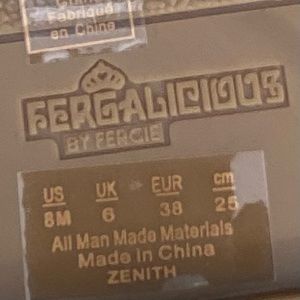 Fabriqué
en China
FERGALICIOUS
BY FERGIE
US UK EUR cm
8M 6 38 25
All Man Made Materials
Made in China
ZENITH